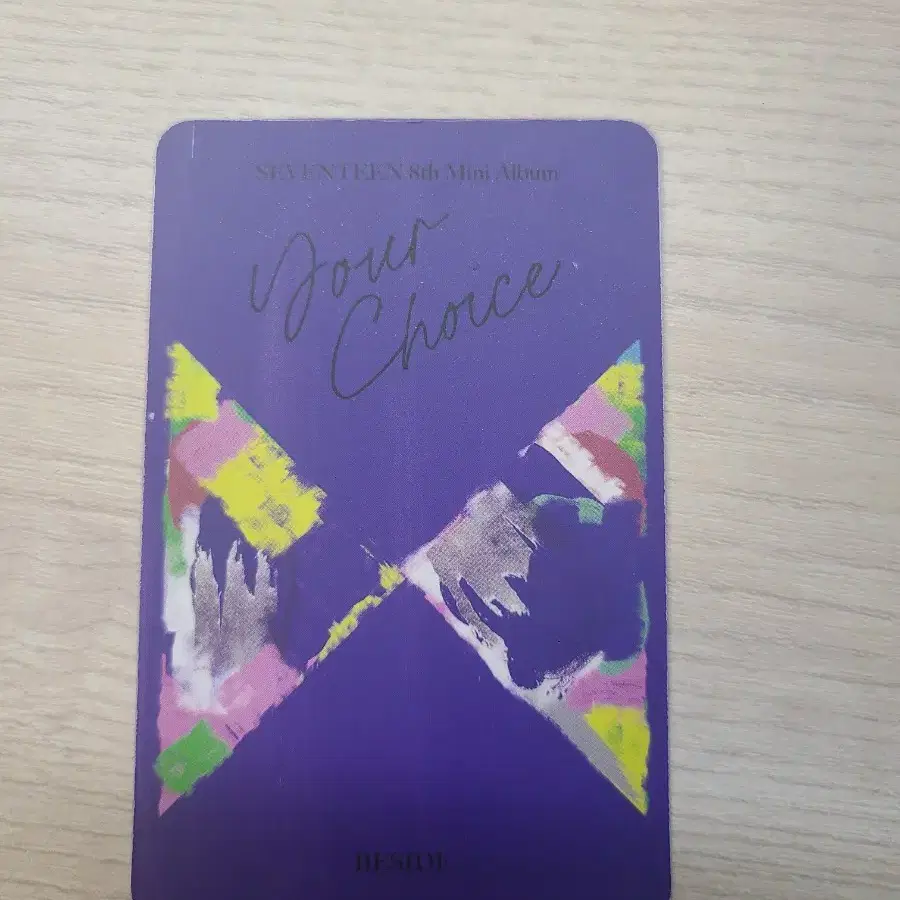 SEVENTEEN 8th Mini Album
Your
Choice
BESIDE